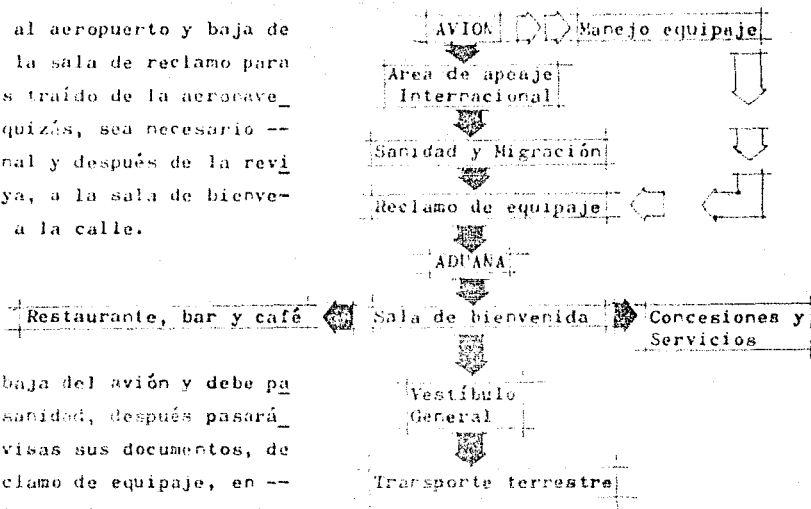 al aeropuerto y baja de
la sala de reclamo para
s traído de la aeronave_
quizás, sea necesario --
nal y después de la revi
ya, a la sala de bienve-
a la calle.
AVION Manejo equipaje
Area de apeaje
Internacional
Sanidad y Migración
Reclamo de equipaje
ADUANA
Restaurante, bar y café Sala de bienvenida Concesiones y
Servicios
baja del avión y debe pa
sanidad, después pasará_
visas sus documentos, de
clamo de equipaje, en --
Vestíbulo
General
Transporte terrestre